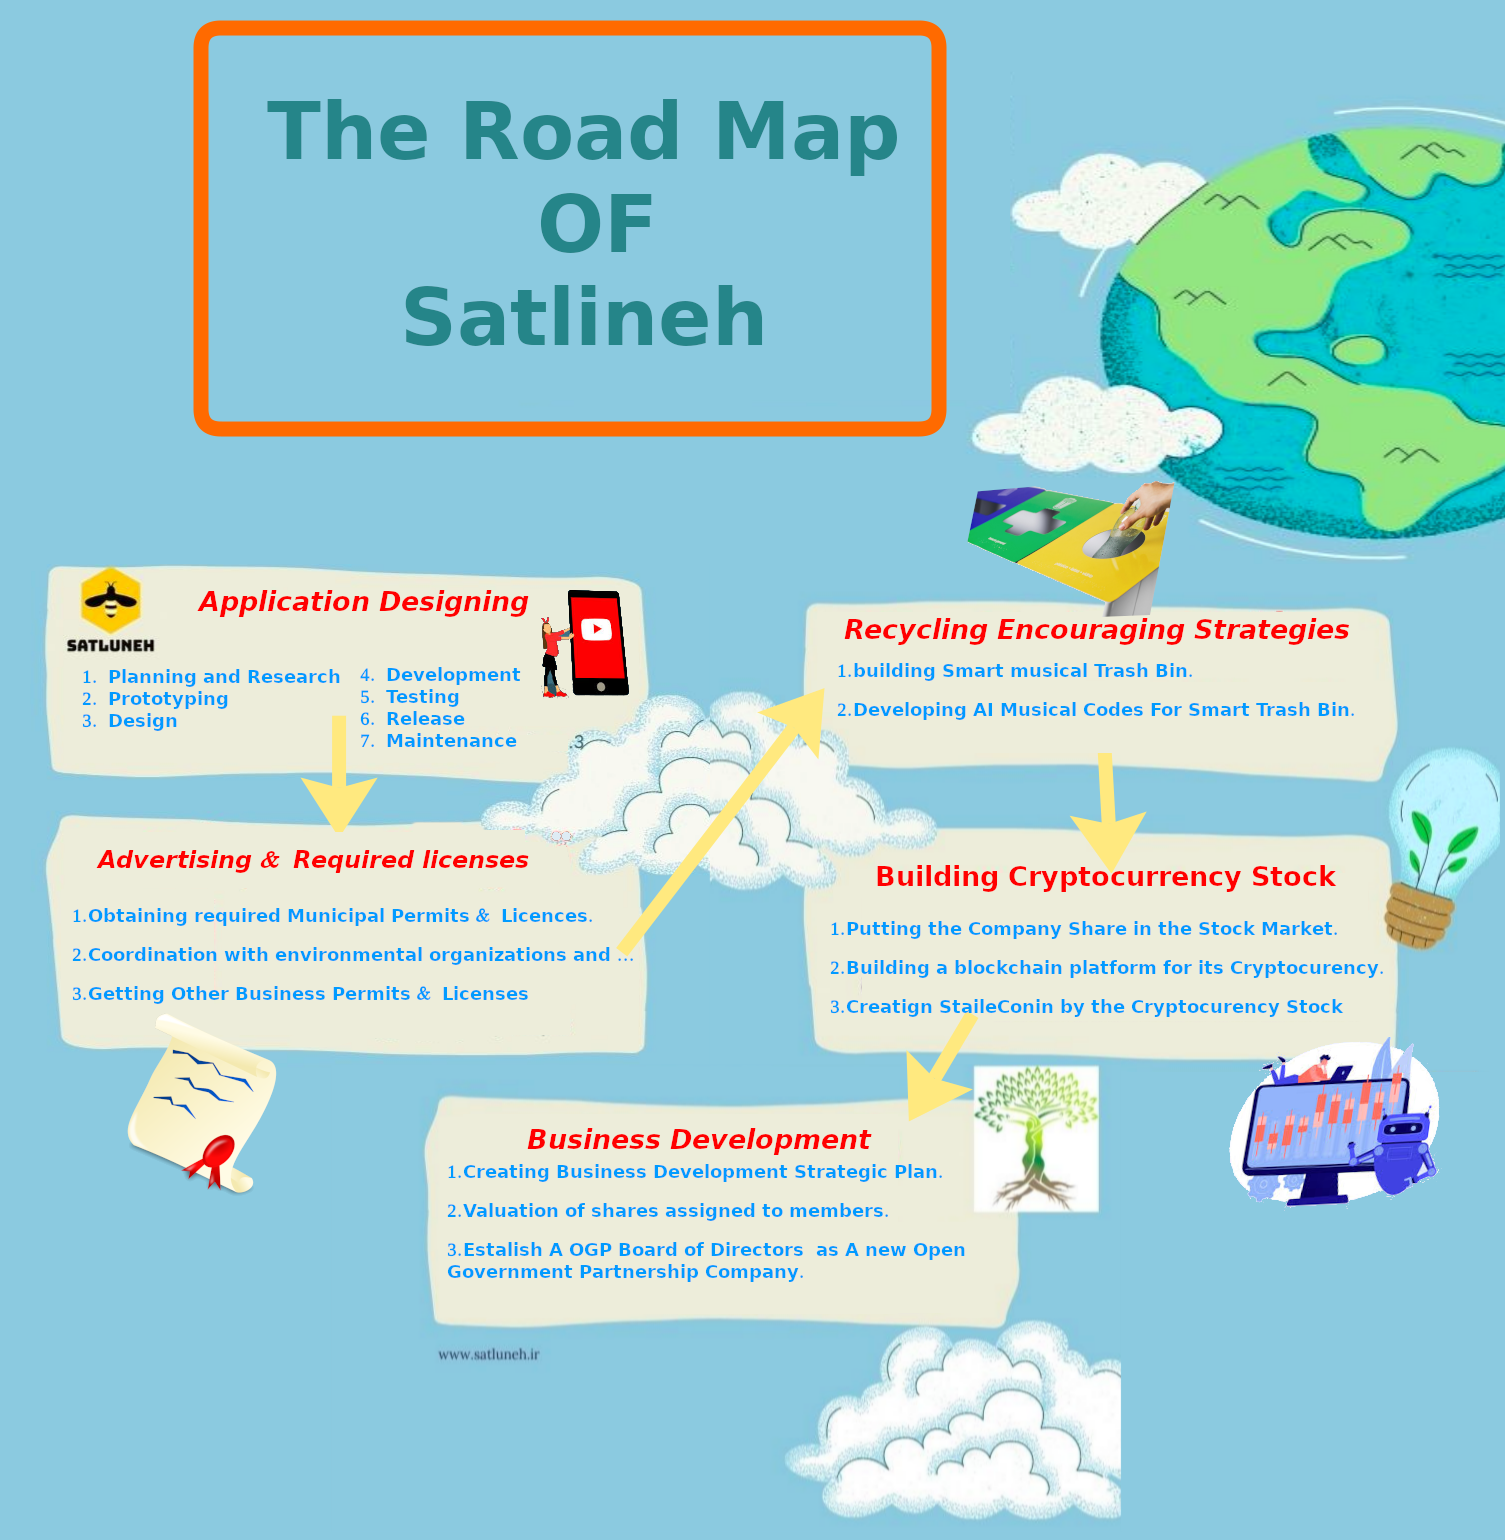 The Road Map
OF
Satlineh
SATLUNEH
Application Designing
1. Planning and Research
2. Prototyping
3. Design
4. Development
5. Testing
6. Release
7. Maintenance
.3
Advertising & Required licenses
1.Obtaining required Municipal Permits & Licences.
2.Coordination with environmental organizations and ...
3.Getting Other Business Permits & Licenses
Recycling Encouraging Strategies
1.building Smart musical Trash Bin.
2.Developing AI Musical Codes For Smart Trash Bin.
Building Cryptocurrency Stock
1.Putting the Company Share in the Stock Market.
2.Building a blockchain platform for its Cryptocurency.
3.Creatign StaileConin by the Cryptocurency Stock
Business Development
1.Creating Business Development Strategic Plan.
2.Valuation of shares assigned to members.
3.Estalish A OGP Board of Directors as A new Open
Government Partnership Company.
www.satluneh.ir